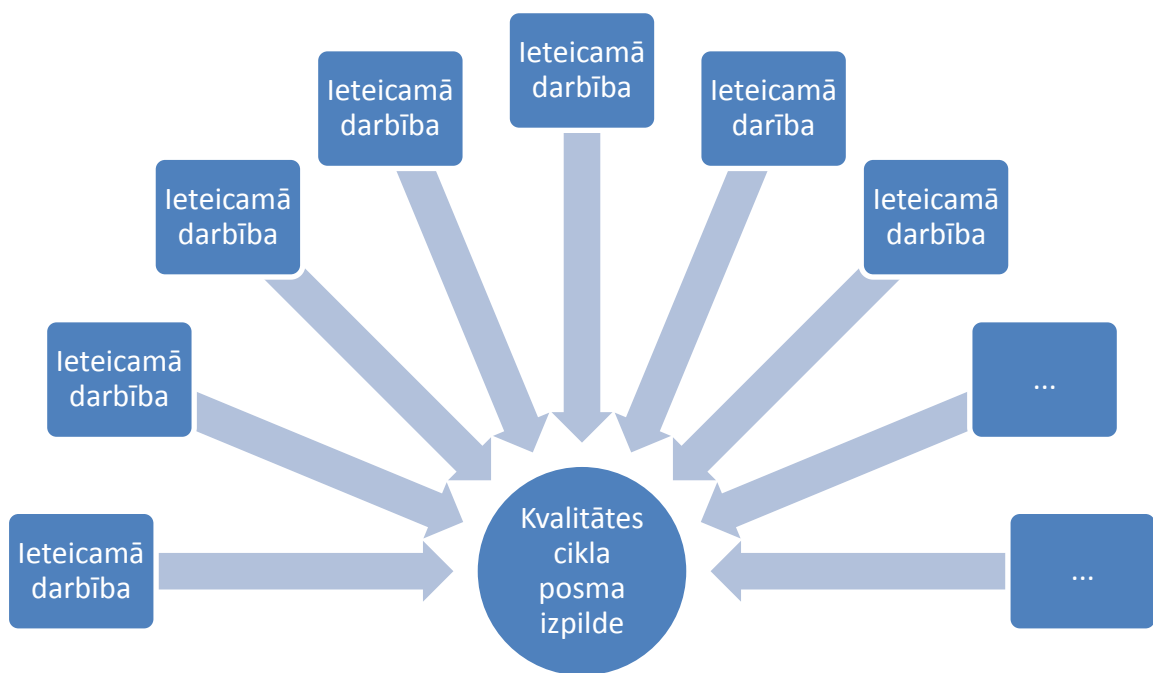 Ieteicamā
darbība
Ieteicamā
darbība
Ieteicamā
darbība
Ieteicamā
darbība
Ieteicamā
darbība
Ieteicamā
darība
Ieteicamā
darbība
...
...
Kvalitātes
cikla
posma
izpilde